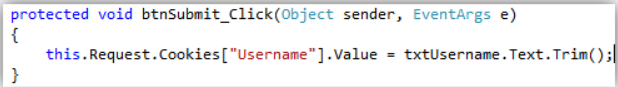 protected void btnSubmit_Click(Object sender, EventArgs e)
{
    this.Request.Cookies["Username"].Value = txtUsername.Text.Trim();
}